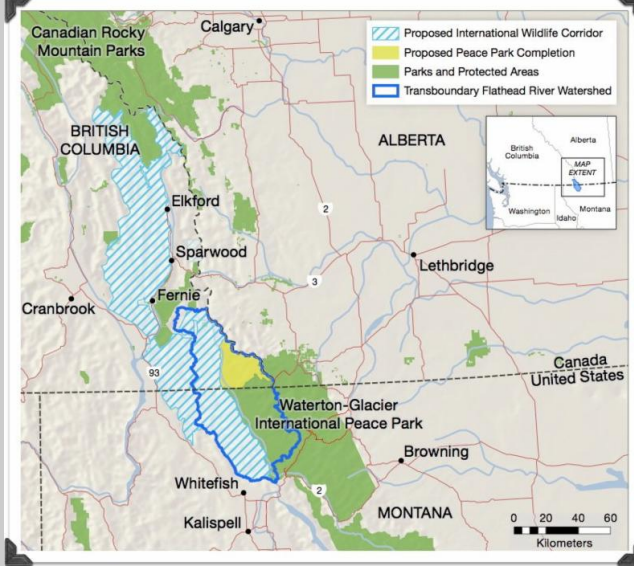 Canadian Rocky
Mountain Parks
Calgary
Proposed International Wildlife Corridor
Proposed Peace Park Completion
Parks and Protected Areas
Transboundary Flathead River Watershed
BRITISH
COLUMBIA
ALBERTA
British
Columbia
Alberta
MAP
EXTENT
Washington
Idaho
Montana
Elkford
2
Sparwood
Lethbridge
3
Fernie
Cranbrook
93
Canada
United States
Waterton-Glacier
International Peace Park
Browning
Whitefish
2
Kalispell
MONTANA
0 20 40 60
Kilometers